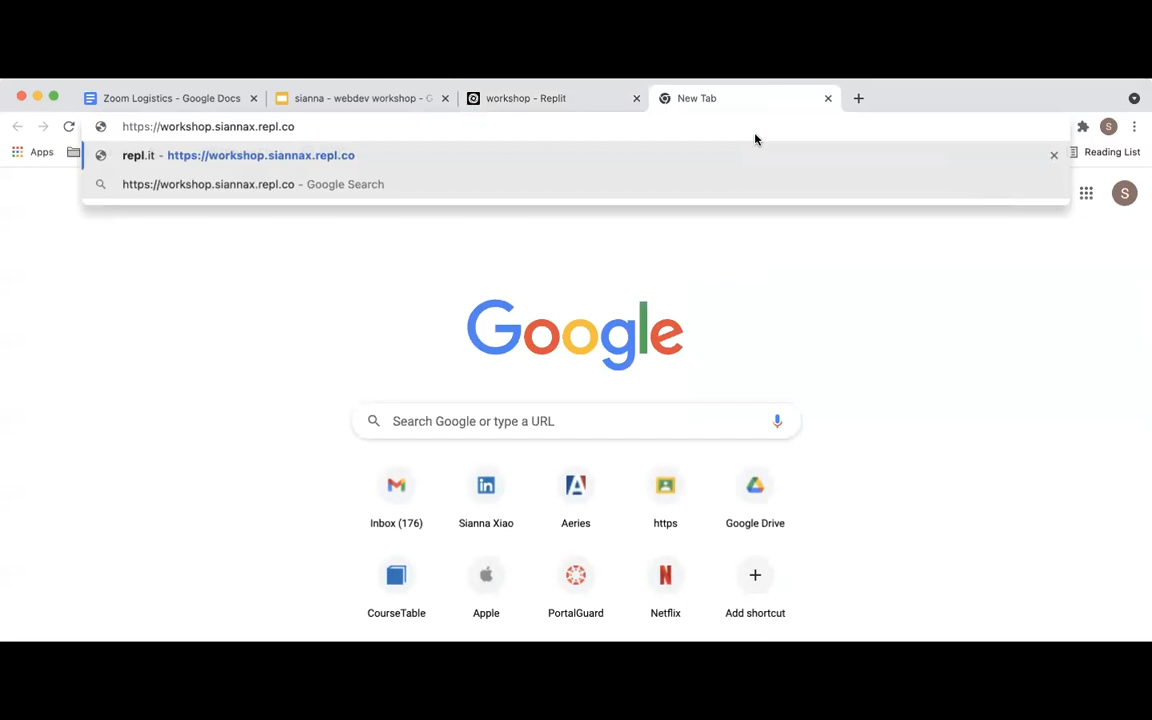 Zoom Logistics - Google Docs
sianna - webdev workshop - G
workshop - Replit
New Tab
https://workshop.siannax.repl.co
Apps
repl.it - https://workshop.siannax.repl.co
Reading List
https://workshop.siannax.repl.co - Google Search
S
S
Google
Search Google or type a URL
Inbox (176)
Sianna Xiao
Aeries
https
Google Drive
CourseTable
Apple
PortalGuard
Netflix
Add shortcut